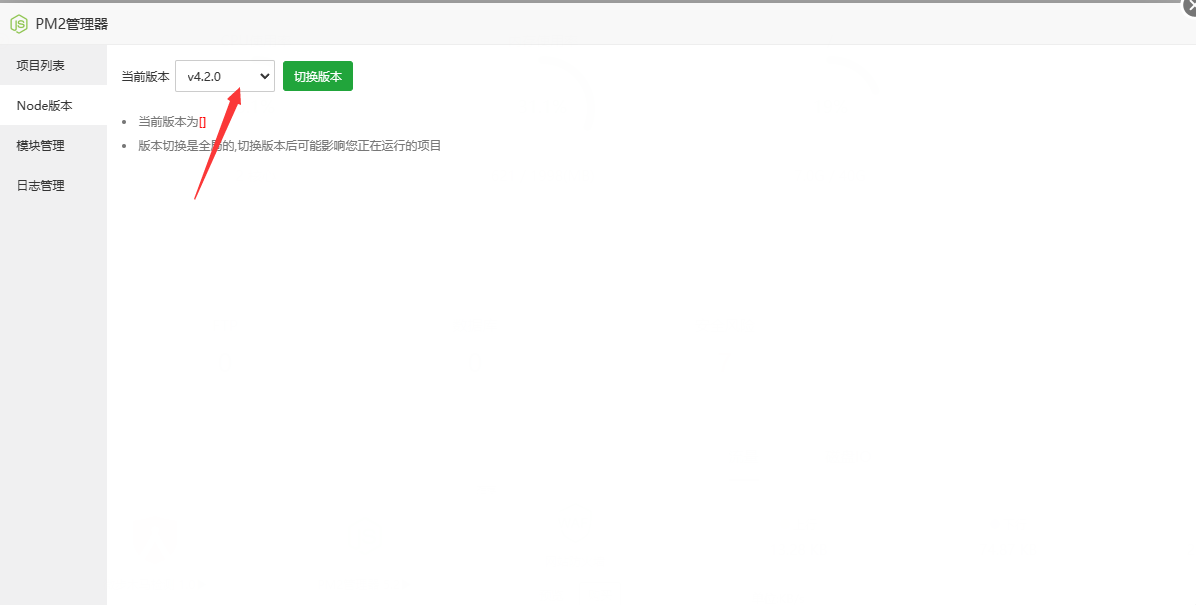 JS PM2管理器
项目列表
Node版本
模块管理
日志管理
当前版本 v4.2.0 切换版本
当前版本为[]
版本切换是全局的,切换版本后可能影响您正在运行的项目